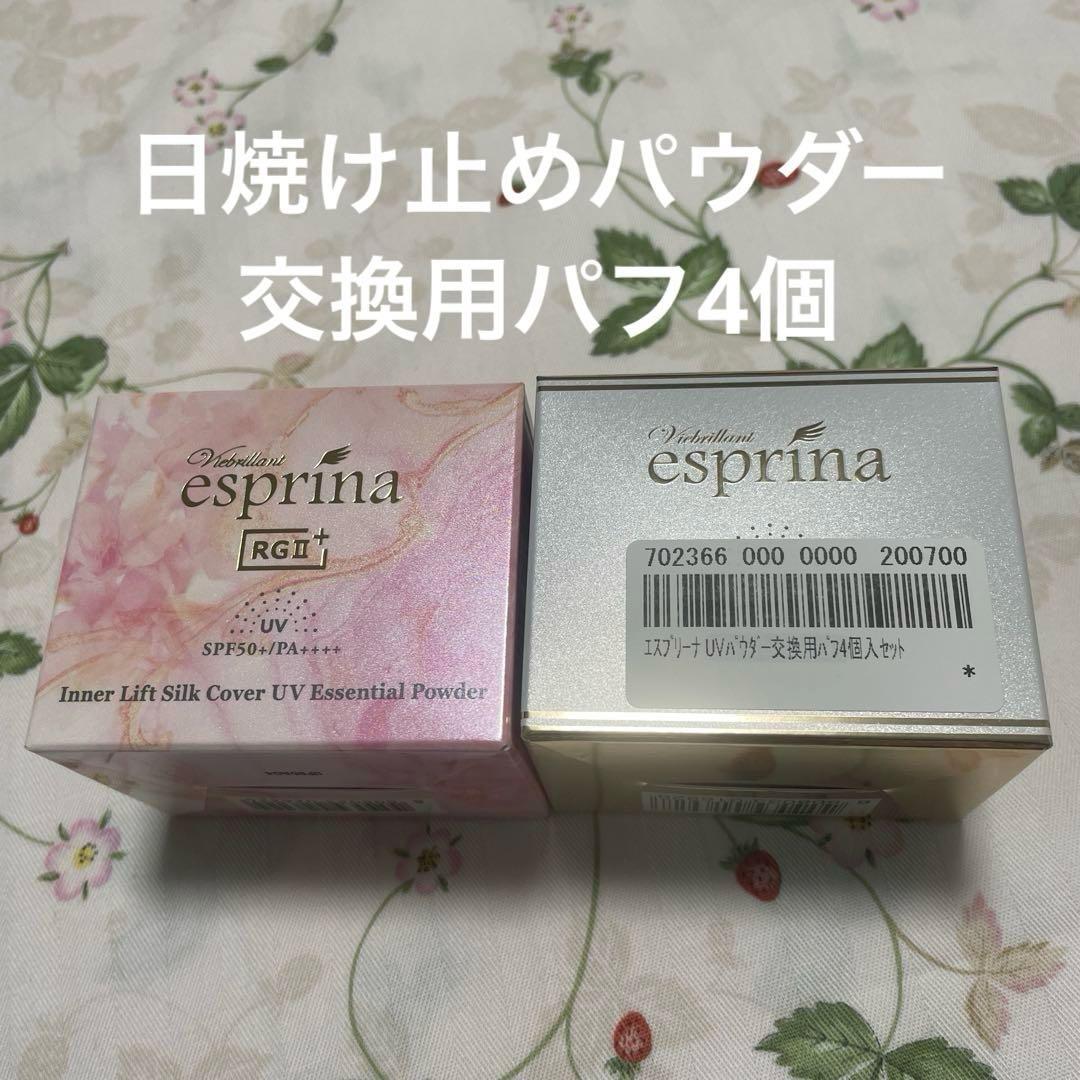 日焼け止めパウダー
交換用パフ4個
Viebrillant
esprina
RGII+
UV
SPF50+/PA++++
Inner Lift Silk Cover UV Essential Powder
Viebrillant
esprina
702366 000 0000 200700
ｴｽﾌﾟﾘｰﾅ UVﾊﾟｳﾀﾞｰ交換用ﾊﾟﾌ4個入ｾｯﾄ
*